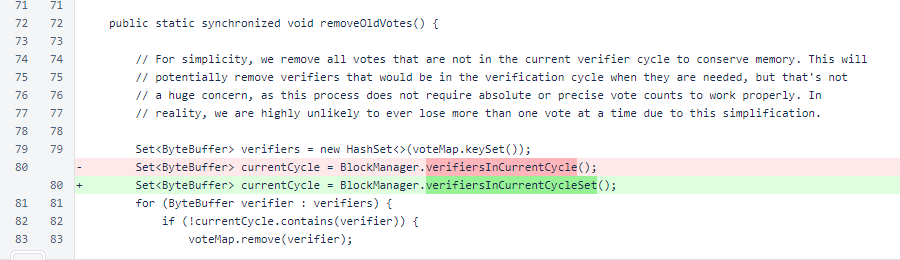 71 71
72 72 public static synchronized void removeOldVotes() {
73 73
74 74 // For simplicity, we remove all votes that are not in the current verifier cycle to conserve memory. This will
75 75 // potentially remove verifiers that would be in the verification cycle when they are needed, but that's not
76 76 // a huge concern, as this process does not require absolute or precise vote counts to work properly. In
77 77 // reality, we are highly unlikely to ever lose more than one vote at a time due to this simplification.
78 78
79 79 Set<ByteBuffer> verifiers = new HashSet<>(voteMap.keySet());
80 - Set<ByteBuffer> currentCycle = BlockManager.verifiersInCurrentCycle();
80 + Set<ByteBuffer> currentCycle = BlockManager.verifiersInCurrentCycleSet();
81 81 for (ByteBuffer verifier : verifiers) {
82 82 if (!currentCycle.contains(verifier)) {
83 83 voteMap.remove(verifier);